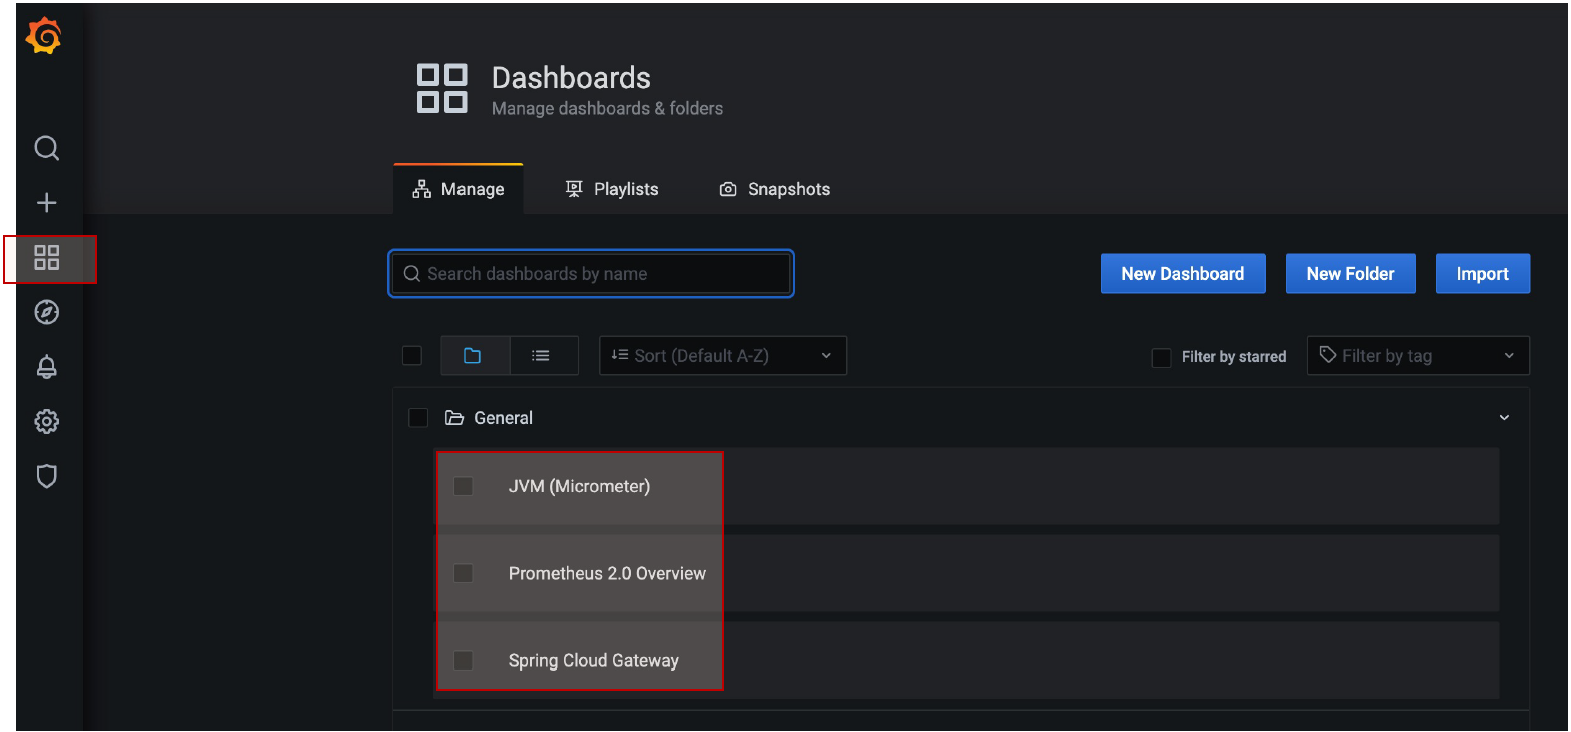 Dashboards
Manage dashboards & folders
Manage Playlists Snapshots
Search dashboards by name New Dashboard New Folder Import
Sort (Default A-Z) Filter by starred Filter by tag
General
JVM (Micrometer)
Prometheus 2.0 Overview
Spring Cloud Gateway